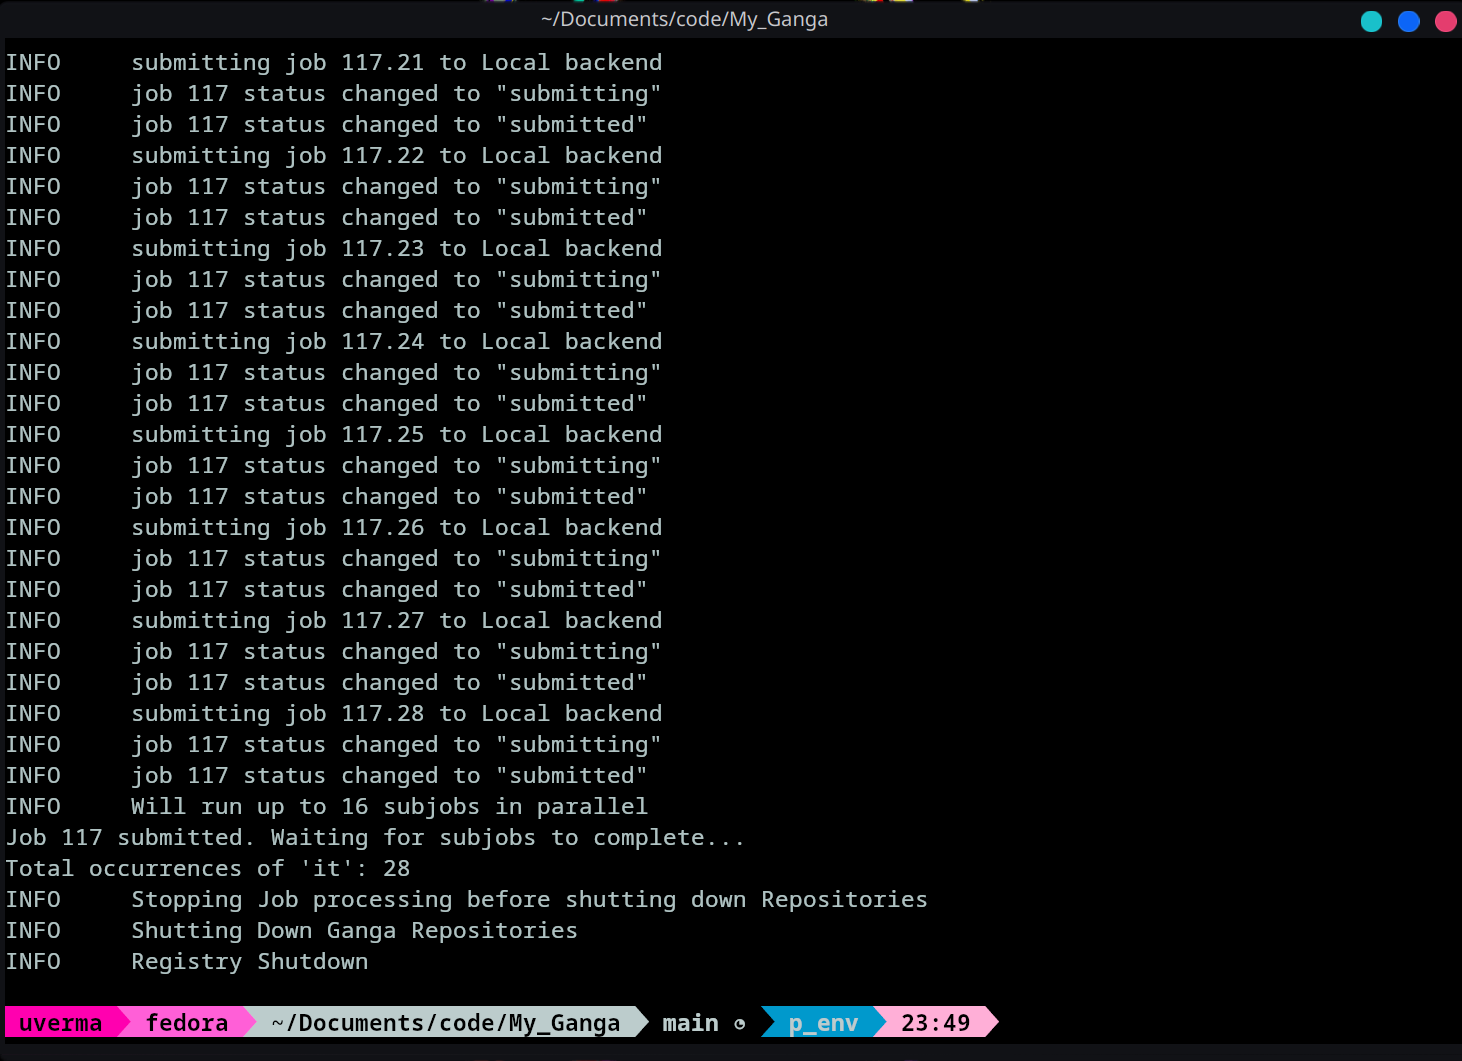 ~/Documents/code/My_Ganga
INFO     submitting job 117.21 to Local backend
INFO     job 117 status changed to "submitting"
INFO     job 117 status changed to "submitted"
INFO     submitting job 117.22 to Local backend
INFO     job 117 status changed to "submitting"
INFO     job 117 status changed to "submitted"
INFO     submitting job 117.23 to Local backend
INFO     job 117 status changed to "submitting"
INFO     job 117 status changed to "submitted"
INFO     submitting job 117.24 to Local backend
INFO     job 117 status changed to "submitting"
INFO     job 117 status changed to "submitted"
INFO     submitting job 117.25 to Local backend
INFO     job 117 status changed to "submitting"
INFO     job 117 status changed to "submitted"
INFO     submitting job 117.26 to Local backend
INFO     job 117 status changed to "submitting"
INFO     job 117 status changed to "submitted"
INFO     submitting job 117.27 to Local backend
INFO     job 117 status changed to "submitting"
INFO     job 117 status changed to "submitted"
INFO     submitting job 117.28 to Local backend
INFO     job 117 status changed to "submitting"
INFO     job 117 status changed to "submitted"
INFO     Will run up to 16 subjobs in parallel
Job 117 submitted. Waiting for subjobs to complete...
Total occurrences of 'it': 28
INFO     Stopping Job processing before shutting down Repositories
INFO     Shutting Down Ganga Repositories
INFO     Registry Shutdown
uverma fedora ~/Documents/code/My_Ganga main p_env 23:49